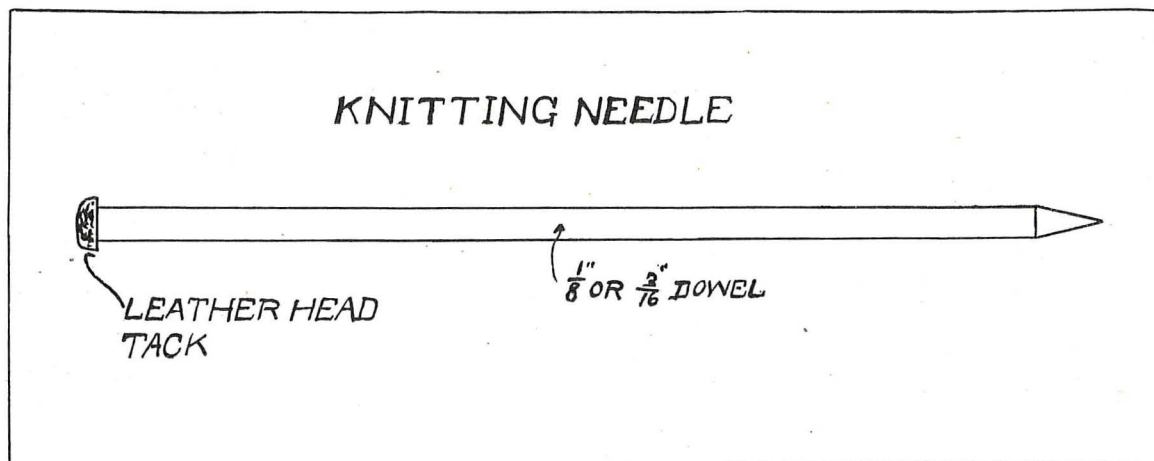 KNITTING NEEDLE
1/8" OR 3/16" DOWEL
LEATHER HEAD
TACK